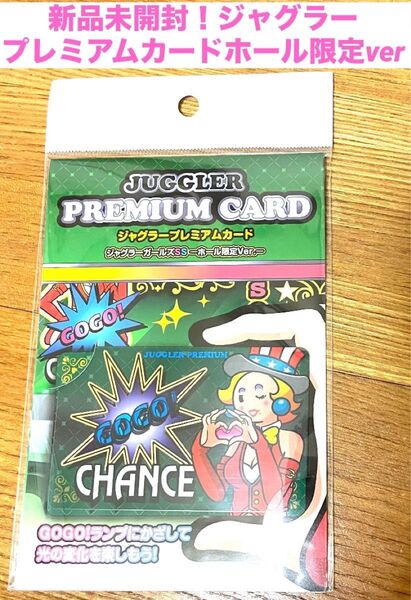 新品未開封！ジャグラー
プレミアムカードホール限定ver
JUGGLER
PREMIUM CARD
ジャグラープレミアムカード
ジャグラーガールズSS ーホール限定Ver.ー
GOGO!
S
JUGGLER PREMIUM
GOGO!
CHANCE
GOGO!ランプにかざして
光の変化を楽しもう!